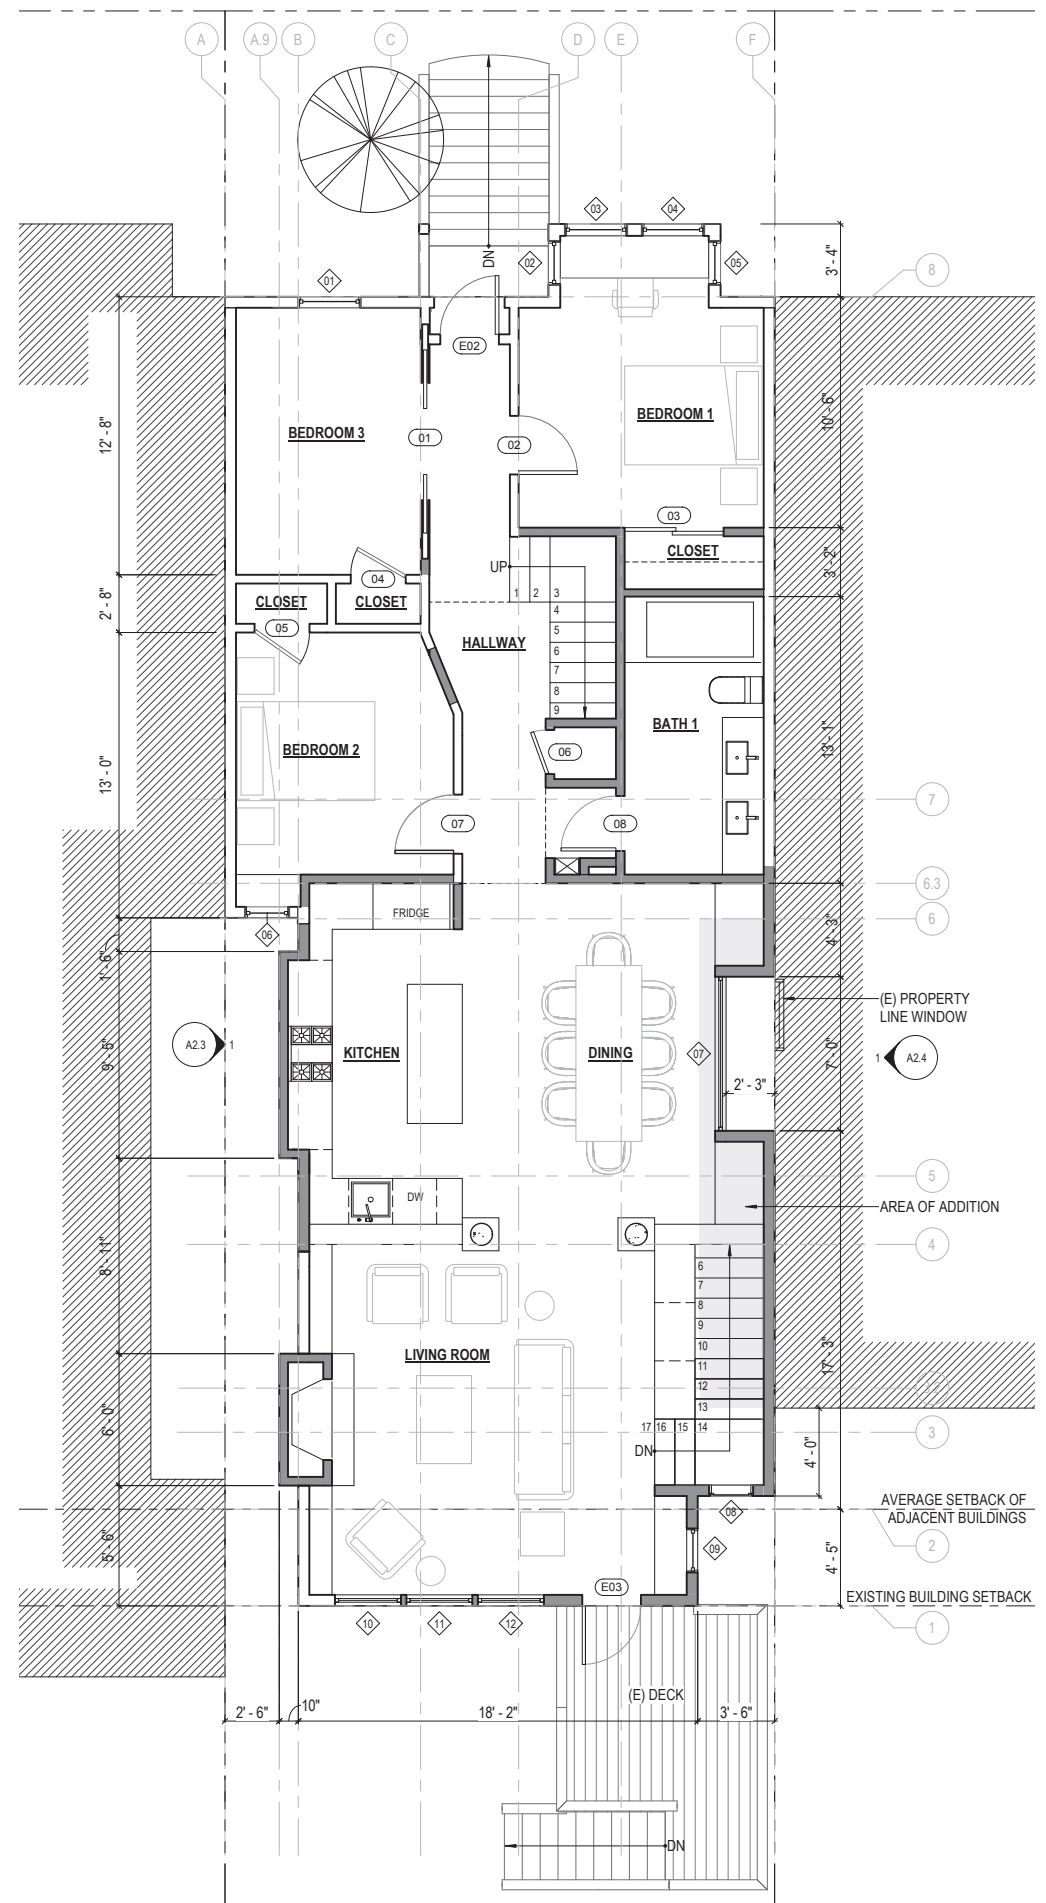 A
A.9
B
C
D
E
F
03
04
DN
02
05
3' - 4"
8
01
E02
BEDROOM 1
10' - 6"
12' - 8"
BEDROOM 3
01
02
03
CLOSET
3' - 2"
UP
04
1 2 3
2' - 8"
CLOSET
CLOSET
4
05
5
HALLWAY
6
7
8
9
BATH 1
13' - 1"
BEDROOM 2
06
13' - 0"
7
07
08
6.3
FRIDGE
6
06
4' - 3"
1' - 6"
(E) PROPERTY
LINE WINDOW
A2.3
1
9' - 5"
KITCHEN
DINING
07
7' - 0"
1
A2.4
2' - 3"
5
DW
AREA OF ADDITION
4
8' - 11"
6
7
8
9
10
11
12
13
LIVING ROOM
17' - 3"
3.2
6' - 0"
17 16 15 14
3
DN
4' - 0"
AVERAGE SETBACK OF
ADJACENT BUILDINGS
08
2
5' - 6"
09
4' - 5"
E03
EXISTING BUILDING SETBACK
10
11
12
1
(E) DECK
2' - 6"
10"
18' - 2"
3' - 6"
DN